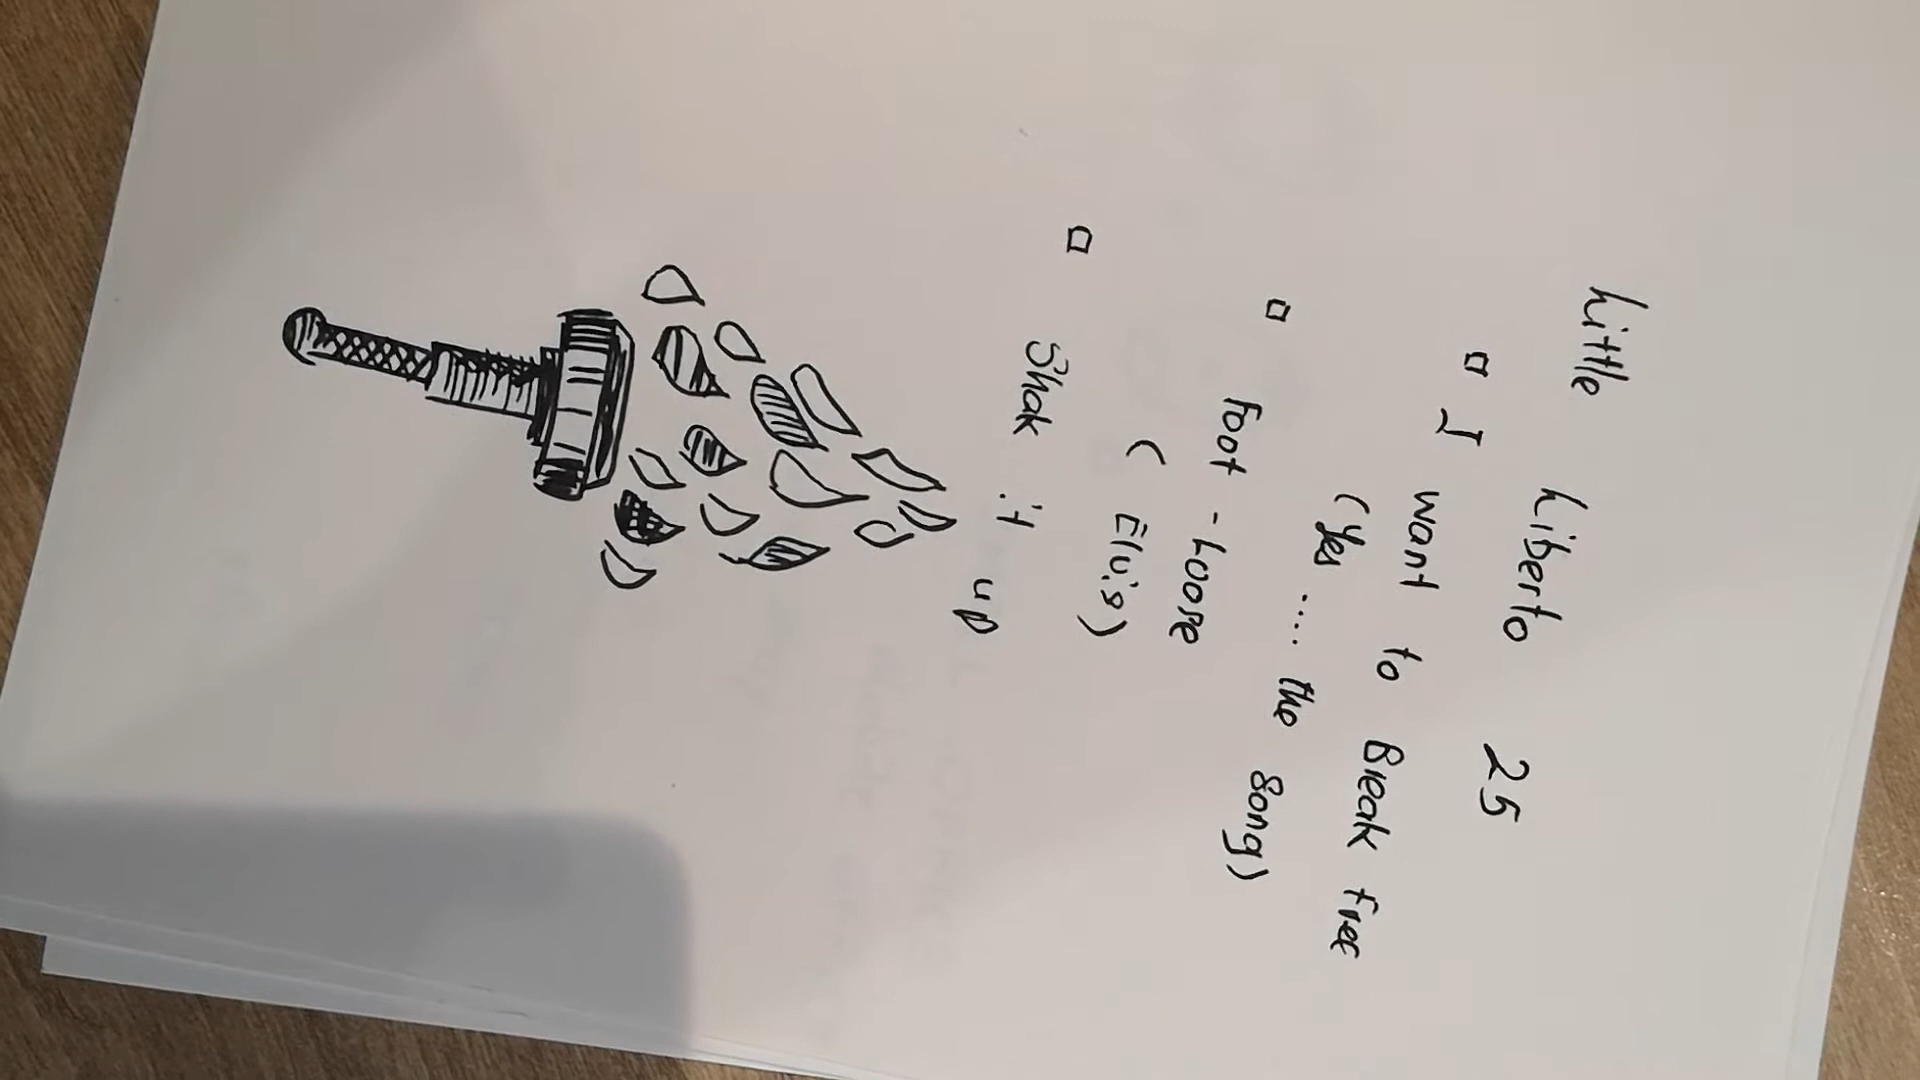 Little Liberto 25
I want to Break free
(Yes ..... the song)
Foot - Loose
( Elvis)
Shak it up